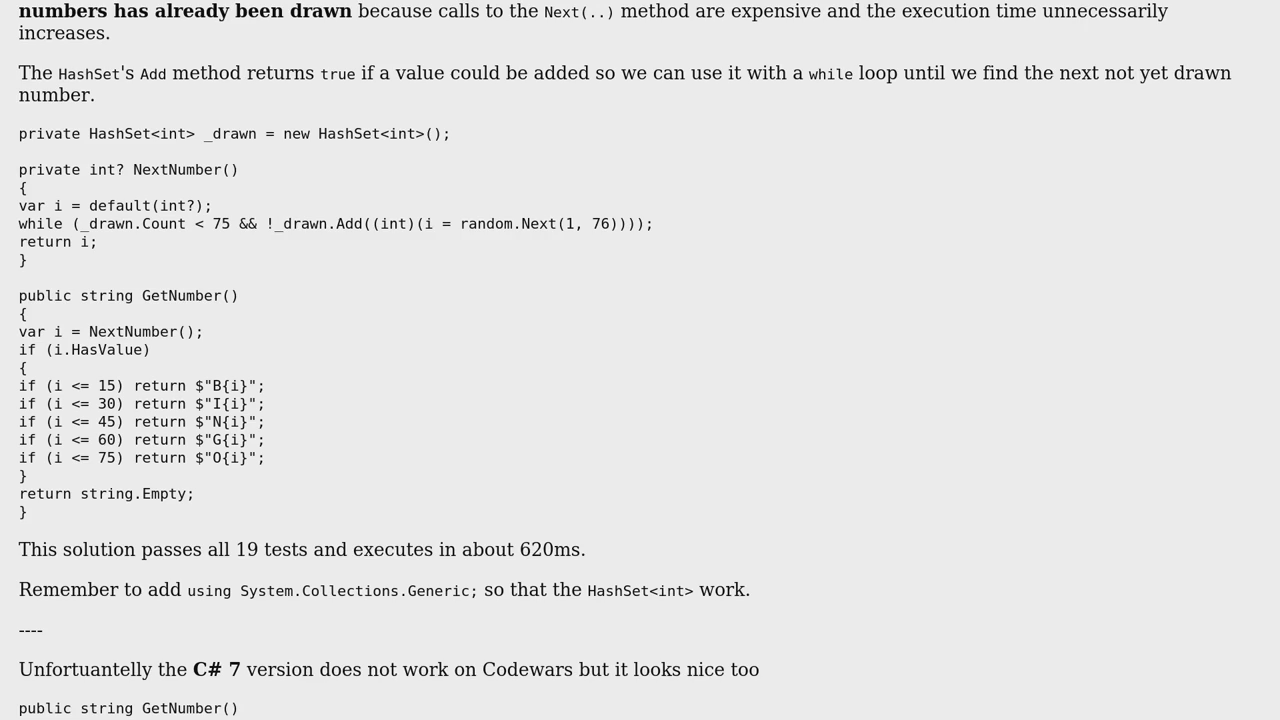 numbers has already been drawn because calls to the Next(..) method are expensive and the execution time unnecessarily
increases.
The HashSet's Add method returns true if a value could be added so we can use it with a while loop until we find the next not yet drawn
number.
private HashSet<int> _drawn = new HashSet<int>();
private int? NextNumber()
{
var i = default(int?);
while (_drawn.Count < 75 && !_drawn.Add((int)(i = random.Next(1, 76))));
return i;
}
public string GetNumber()
{
var i = NextNumber();
if (i.HasValue)
{
if (i <= 15) return $"B{i}";
if (i <= 30) return $"I{i}";
if (i <= 45) return $"N{i}";
if (i <= 60) return $"G{i}";
if (i <= 75) return $"O{i}";
}
return string.Empty;
}
This solution passes all 19 tests and executes in about 620ms.
Remember to add using System.Collections.Generic; so that the HashSet<int> work.
----
Unfortuantelly the C# 7 version does not work on Codewars but it looks nice too
public string GetNumber()